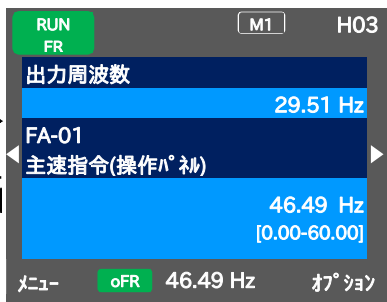 RUN M1 H03
FR
出力周波数
29.51 Hz
FA-01
主速指令(操作ﾊﾟﾈﾙ)
46.49 Hz
[0.00-60.00]
ﾒﾆｭｰ oFR 46.49 Hz ｵﾌﾟｼｮﾝ